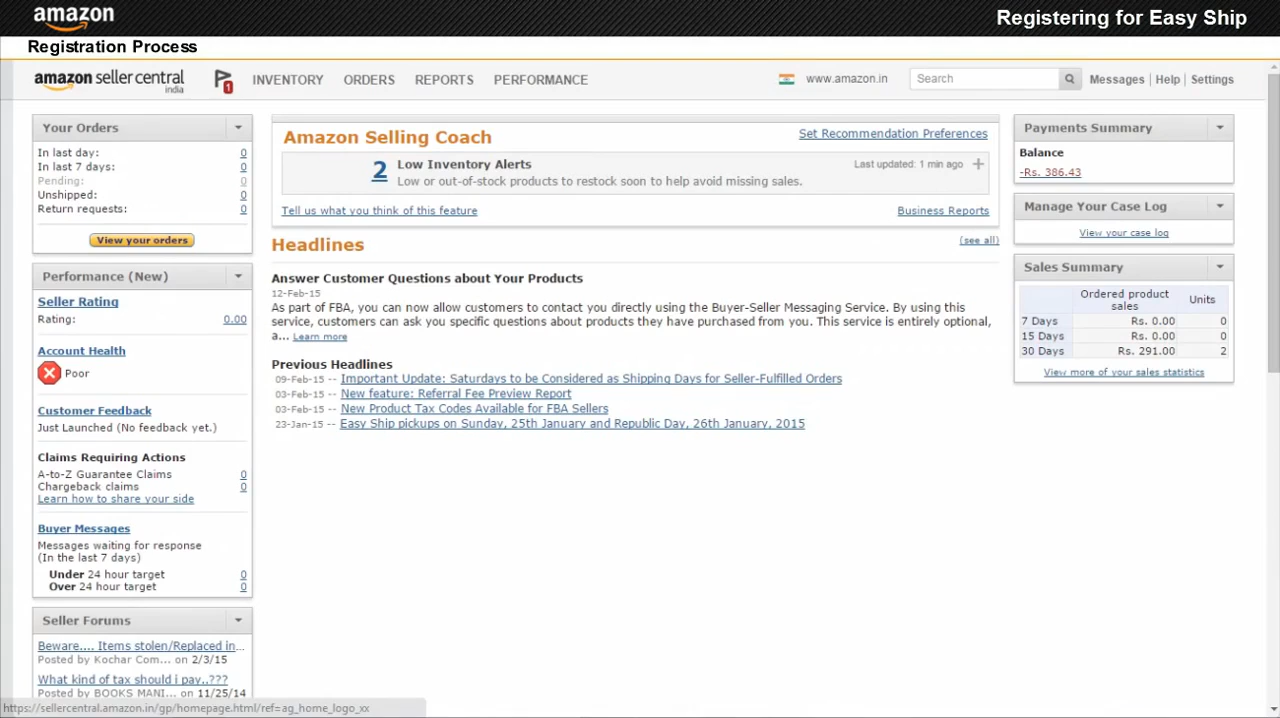 amazon
Registering for Easy Ship
Registration Process
amazon seller central
india
1
INVENTORY
ORDERS
REPORTS
PERFORMANCE
www.amazon.in
Search
Messages | Help | Settings
Your Orders
In last day: 0
In last 7 days: 0
Pending: 0
Unshipped: 0
Return requests: 0
View your orders
Performance (New)
Seller Rating
Rating: 0.00
Account Health
Poor
Customer Feedback
Just Launched (No feedback yet.)
Claims Requiring Actions
A-to-Z Guarantee Claims 0
Chargeback claims 0
Learn how to share your side
Buyer Messages
Messages waiting for response
(In the last 7 days)
Under 24 hour target 0
Over 24 hour target 0
Seller Forums
Beware.... Items stolen/Replaced in...
Posted by Kochar Com... on 2/3/15
What kind of tax should i pay..???
Posted by BOOKS MANI... on 11/25/14
Amazon Selling Coach
Set Recommendation Preferences
2 Low Inventory Alerts
Last updated: 1 min ago
Low or out-of-stock products to restock soon to help avoid missing sales.
Tell us what you think of this feature
Business Reports
Headlines
(see all)
Answer Customer Questions about Your Products
12-Feb-15
As part of FBA, you can now allow customers to contact you directly using the Buyer-Seller Messaging Service. By using this
service, customers can ask you specific questions about products they have purchased from you. This service is entirely optional,
a... Learn more
Previous Headlines
09-Feb-15 -- Important Update: Saturdays to be Considered as Shipping Days for Seller-Fulfilled Orders
03-Feb-15 -- New feature: Referral Fee Preview Report
03-Feb-15 -- New Product Tax Codes Available for FBA Sellers
23-Jan-15 -- Easy Ship pickups on Sunday, 25th January and Republic Day, 26th January, 2015
Payments Summary
Balance
-Rs. 386.43
Manage Your Case Log
View your case log
Sales Summary
Ordered product
sales
Units
7 Days Rs. 0.00 0
15 Days Rs. 0.00 0
30 Days Rs. 291.00 2
View more of your sales statistics
https://sellercentral.amazon.in/gp/homepage.html/ref=ag_home_logo_xx